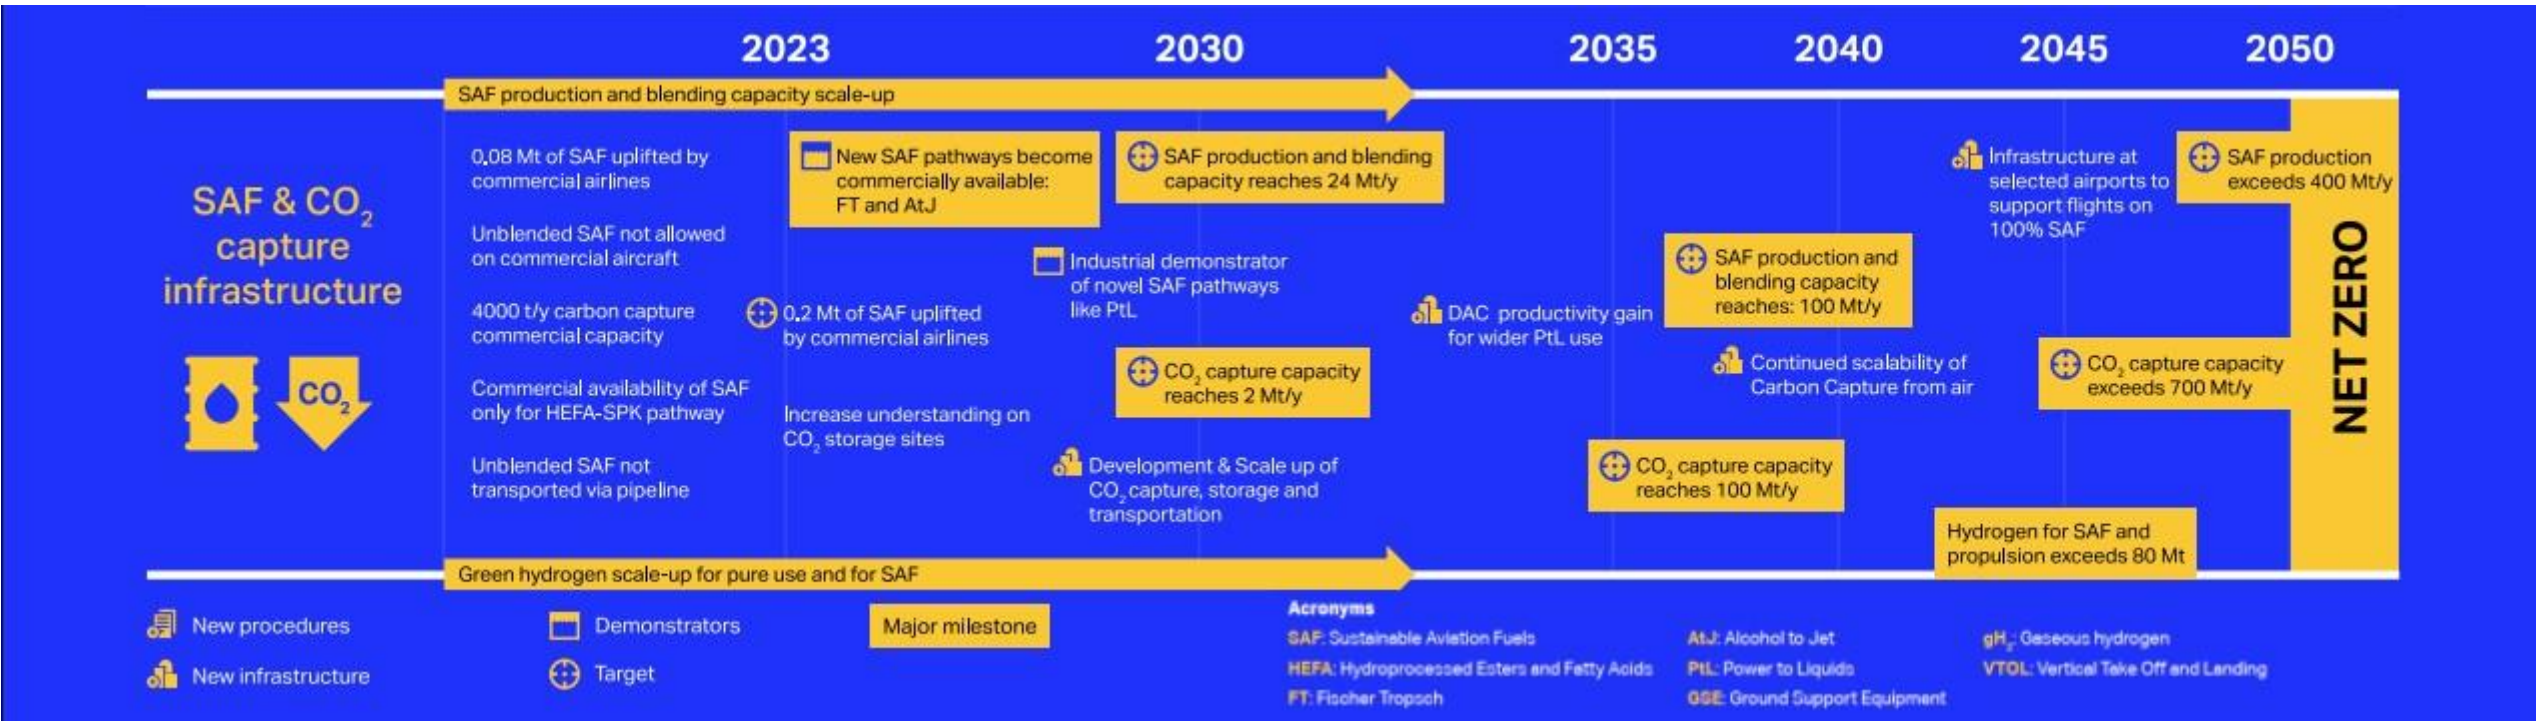 2023 2030 2035 2040 2045 2050
SAF production and blending capacity scale-up
SAF & CO₂
capture
infrastructure
CO₂
0.08 Mt of SAF uplifted by
commercial airlines
Unblended SAF not allowed
on commercial aircraft
4000 t/y carbon capture
commercial capacity
Commercial availability of SAF
only for HEFA-SPK pathway
Unblended SAF not
transported via pipeline
New SAF pathways become
commercially available:
FT and AtJ
0.2 Mt of SAF uplifted
by commercial airlines
Increase understanding on
CO₂ storage sites
SAF production and blending
capacity reaches 24 Mt/y
Industrial demonstrator
of novel SAF pathways
like PtL
CO₂ capture capacity
reaches 2 Mt/y
Development & Scale up of
CO₂ capture, storage and
transportation
DAC productivity gain
for wider PtL use
SAF production and
blending capacity
reaches: 100 Mt/y
Continued scalability of
Carbon Capture from air
CO₂ capture capacity
reaches 100 Mt/y
Infrastructure at
selected airports to
support flights on
100% SAF
SAF production
exceeds 400 Mt/y
CO₂ capture capacity
exceeds 700 Mt/y
Hydrogen for SAF and
propulsion exceeds 80 Mt
NET ZERO
Green hydrogen scale-up for pure use and for SAF
New procedures
New infrastructure
Demonstrators
Target
Major milestone
Acronyms
SAF: Sustainable Aviation Fuels
HEFA: Hydroprocessed Esters and Fatty Acids
FT: Fischer Tropsch
AtJ: Alcohol to Jet
PtL: Power to Liquids
GSE: Ground Support Equipment
gH₂: Gaseous hydrogen
VTOL: Vertical Take Off and Landing